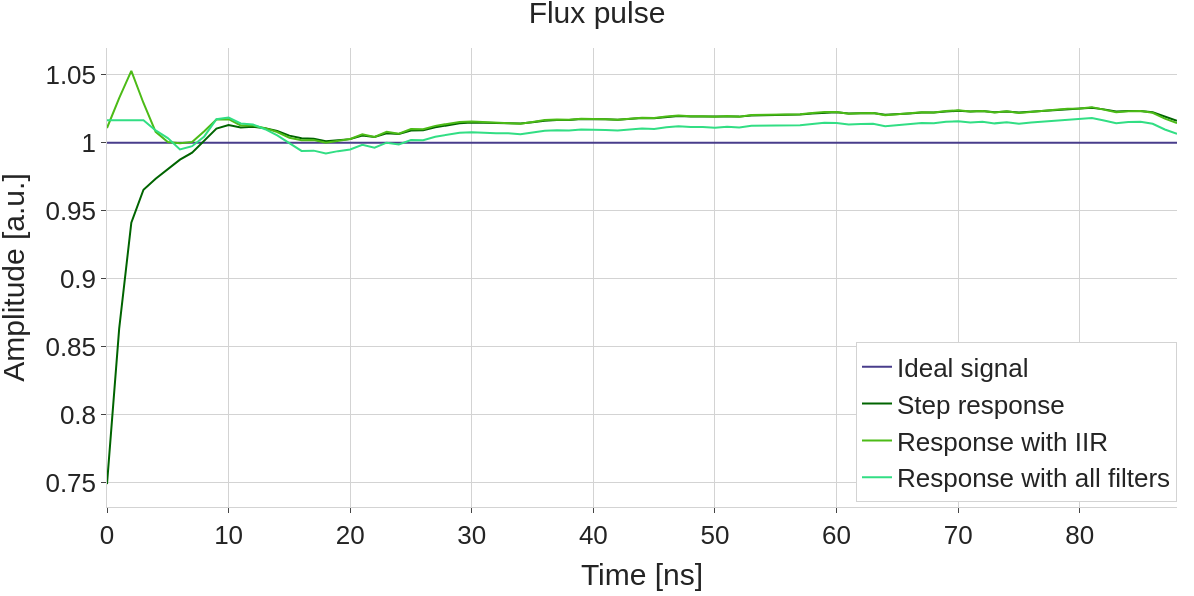 Flux pulse
Amplitude [a.u.]
1.05
1
0.95
0.9
0.85
0.8
0.75
0 10 20 30 40 50 60 70 80
Time [ns]
Ideal signal
Step response
Response with IIR
Response with all filters